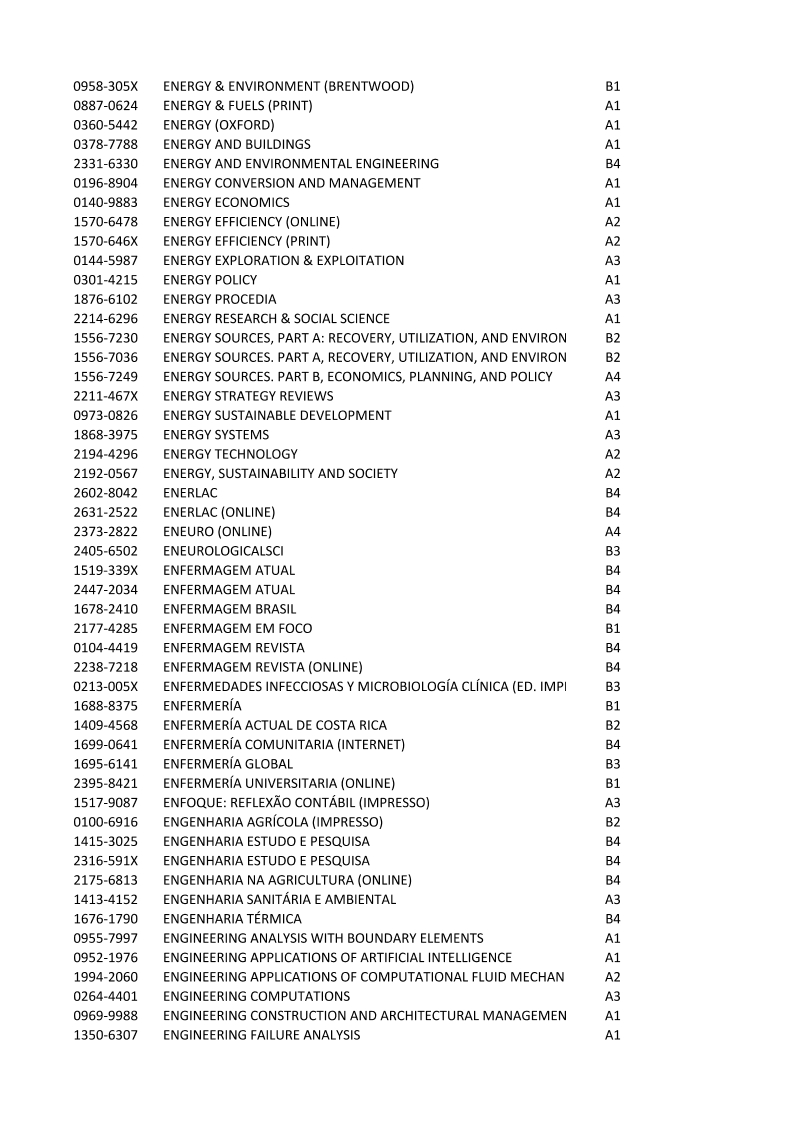 0958-305X ENERGY & ENVIRONMENT (BRENTWOOD) B1
0887-0624 ENERGY & FUELS (PRINT) A1
0360-5442 ENERGY (OXFORD) A1
0378-7788 ENERGY AND BUILDINGS A1
2331-6330 ENERGY AND ENVIRONMENTAL ENGINEERING B4
0196-8904 ENERGY CONVERSION AND MANAGEMENT A1
0140-9883 ENERGY ECONOMICS A1
1570-6478 ENERGY EFFICIENCY (ONLINE) A2
1570-646X ENERGY EFFICIENCY (PRINT) A2
0144-5987 ENERGY EXPLORATION & EXPLOITATION A3
0301-4215 ENERGY POLICY A1
1876-6102 ENERGY PROCEDIA A3
2214-6296 ENERGY RESEARCH & SOCIAL SCIENCE A1
1556-7230 ENERGY SOURCES, PART A: RECOVERY, UTILIZATION, AND ENVIRON B2
1556-7036 ENERGY SOURCES. PART A, RECOVERY, UTILIZATION, AND ENVIRON B2
1556-7249 ENERGY SOURCES. PART B, ECONOMICS, PLANNING, AND POLICY A4
2211-467X ENERGY STRATEGY REVIEWS A3
0973-0826 ENERGY SUSTAINABLE DEVELOPMENT A1
1868-3975 ENERGY SYSTEMS A3
2194-4296 ENERGY TECHNOLOGY A2
2192-0567 ENERGY, SUSTAINABILITY AND SOCIETY A2
2602-8042 ENERLAC B4
2631-2522 ENERLAC (ONLINE) B4
2373-2822 ENEURO (ONLINE) A4
2405-6502 ENEUROLOGICALSCI B3
1519-339X ENFERMAGEM ATUAL B4
2447-2034 ENFERMAGEM ATUAL B4
1678-2410 ENFERMAGEM BRASIL B4
2177-4285 ENFERMAGEM EM FOCO B1
0104-4419 ENFERMAGEM REVISTA B4
2238-7218 ENFERMAGEM REVISTA (ONLINE) B4
0213-005X ENFERMEDADES INFECCIOSAS Y MICROBIOLOGÍA CLÍNICA (ED. IMPI B3
1688-8375 ENFERMERÍA B1
1409-4568 ENFERMERÍA ACTUAL DE COSTA RICA B2
1699-0641 ENFERMERÍA COMUNITARIA (INTERNET) B4
1695-6141 ENFERMERÍA GLOBAL B3
2395-8421 ENFERMERÍA UNIVERSITARIA (ONLINE) B1
1517-9087 ENFOQUE: REFLEXÃO CONTÁBIL (IMPRESSO) A3
0100-6916 ENGENHARIA AGRÍCOLA (IMPRESSO) B2
1415-3025 ENGENHARIA ESTUDO E PESQUISA B4
2316-591X ENGENHARIA ESTUDO E PESQUISA B4
2175-6813 ENGENHARIA NA AGRICULTURA (ONLINE) B4
1413-4152 ENGENHARIA SANITÁRIA E AMBIENTAL A3
1676-1790 ENGENHARIA TÉRMICA B4
0955-7997 ENGINEERING ANALYSIS WITH BOUNDARY ELEMENTS A1
0952-1976 ENGINEERING APPLICATIONS OF ARTIFICIAL INTELLIGENCE A1
1994-2060 ENGINEERING APPLICATIONS OF COMPUTATIONAL FLUID MECHAN A2
0264-4401 ENGINEERING COMPUTATIONS A3
0969-9988 ENGINEERING CONSTRUCTION AND ARCHITECTURAL MANAGEMEN A1
1350-6307 ENGINEERING FAILURE ANALYSIS A1